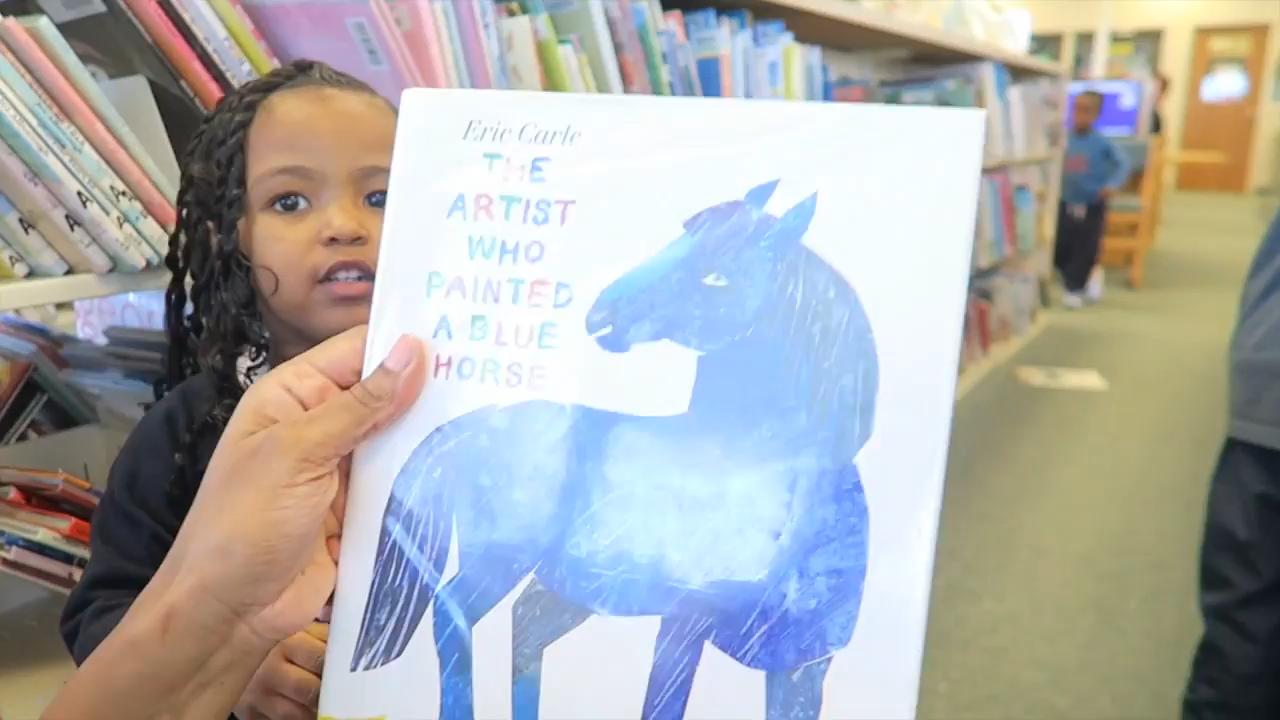 Eric Carle
THE
ARTIST
WHO
PAINTED
A BLUE
HORSE
A
A
A
A